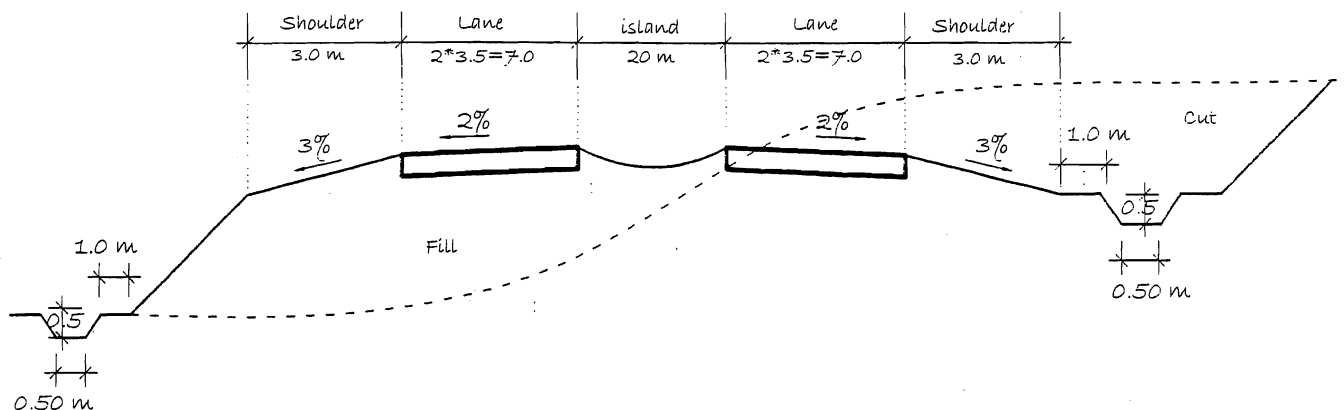 Shoulder Lane island Lane Shoulder
3.0 m 2*3.5=7.0 20 m 2*3.5=7.0 3.0 m
3% 2% 2% 3%
Cut
1.0 m
0.5
0.50 m
Fill
1.0 m
0.5
0.50 m